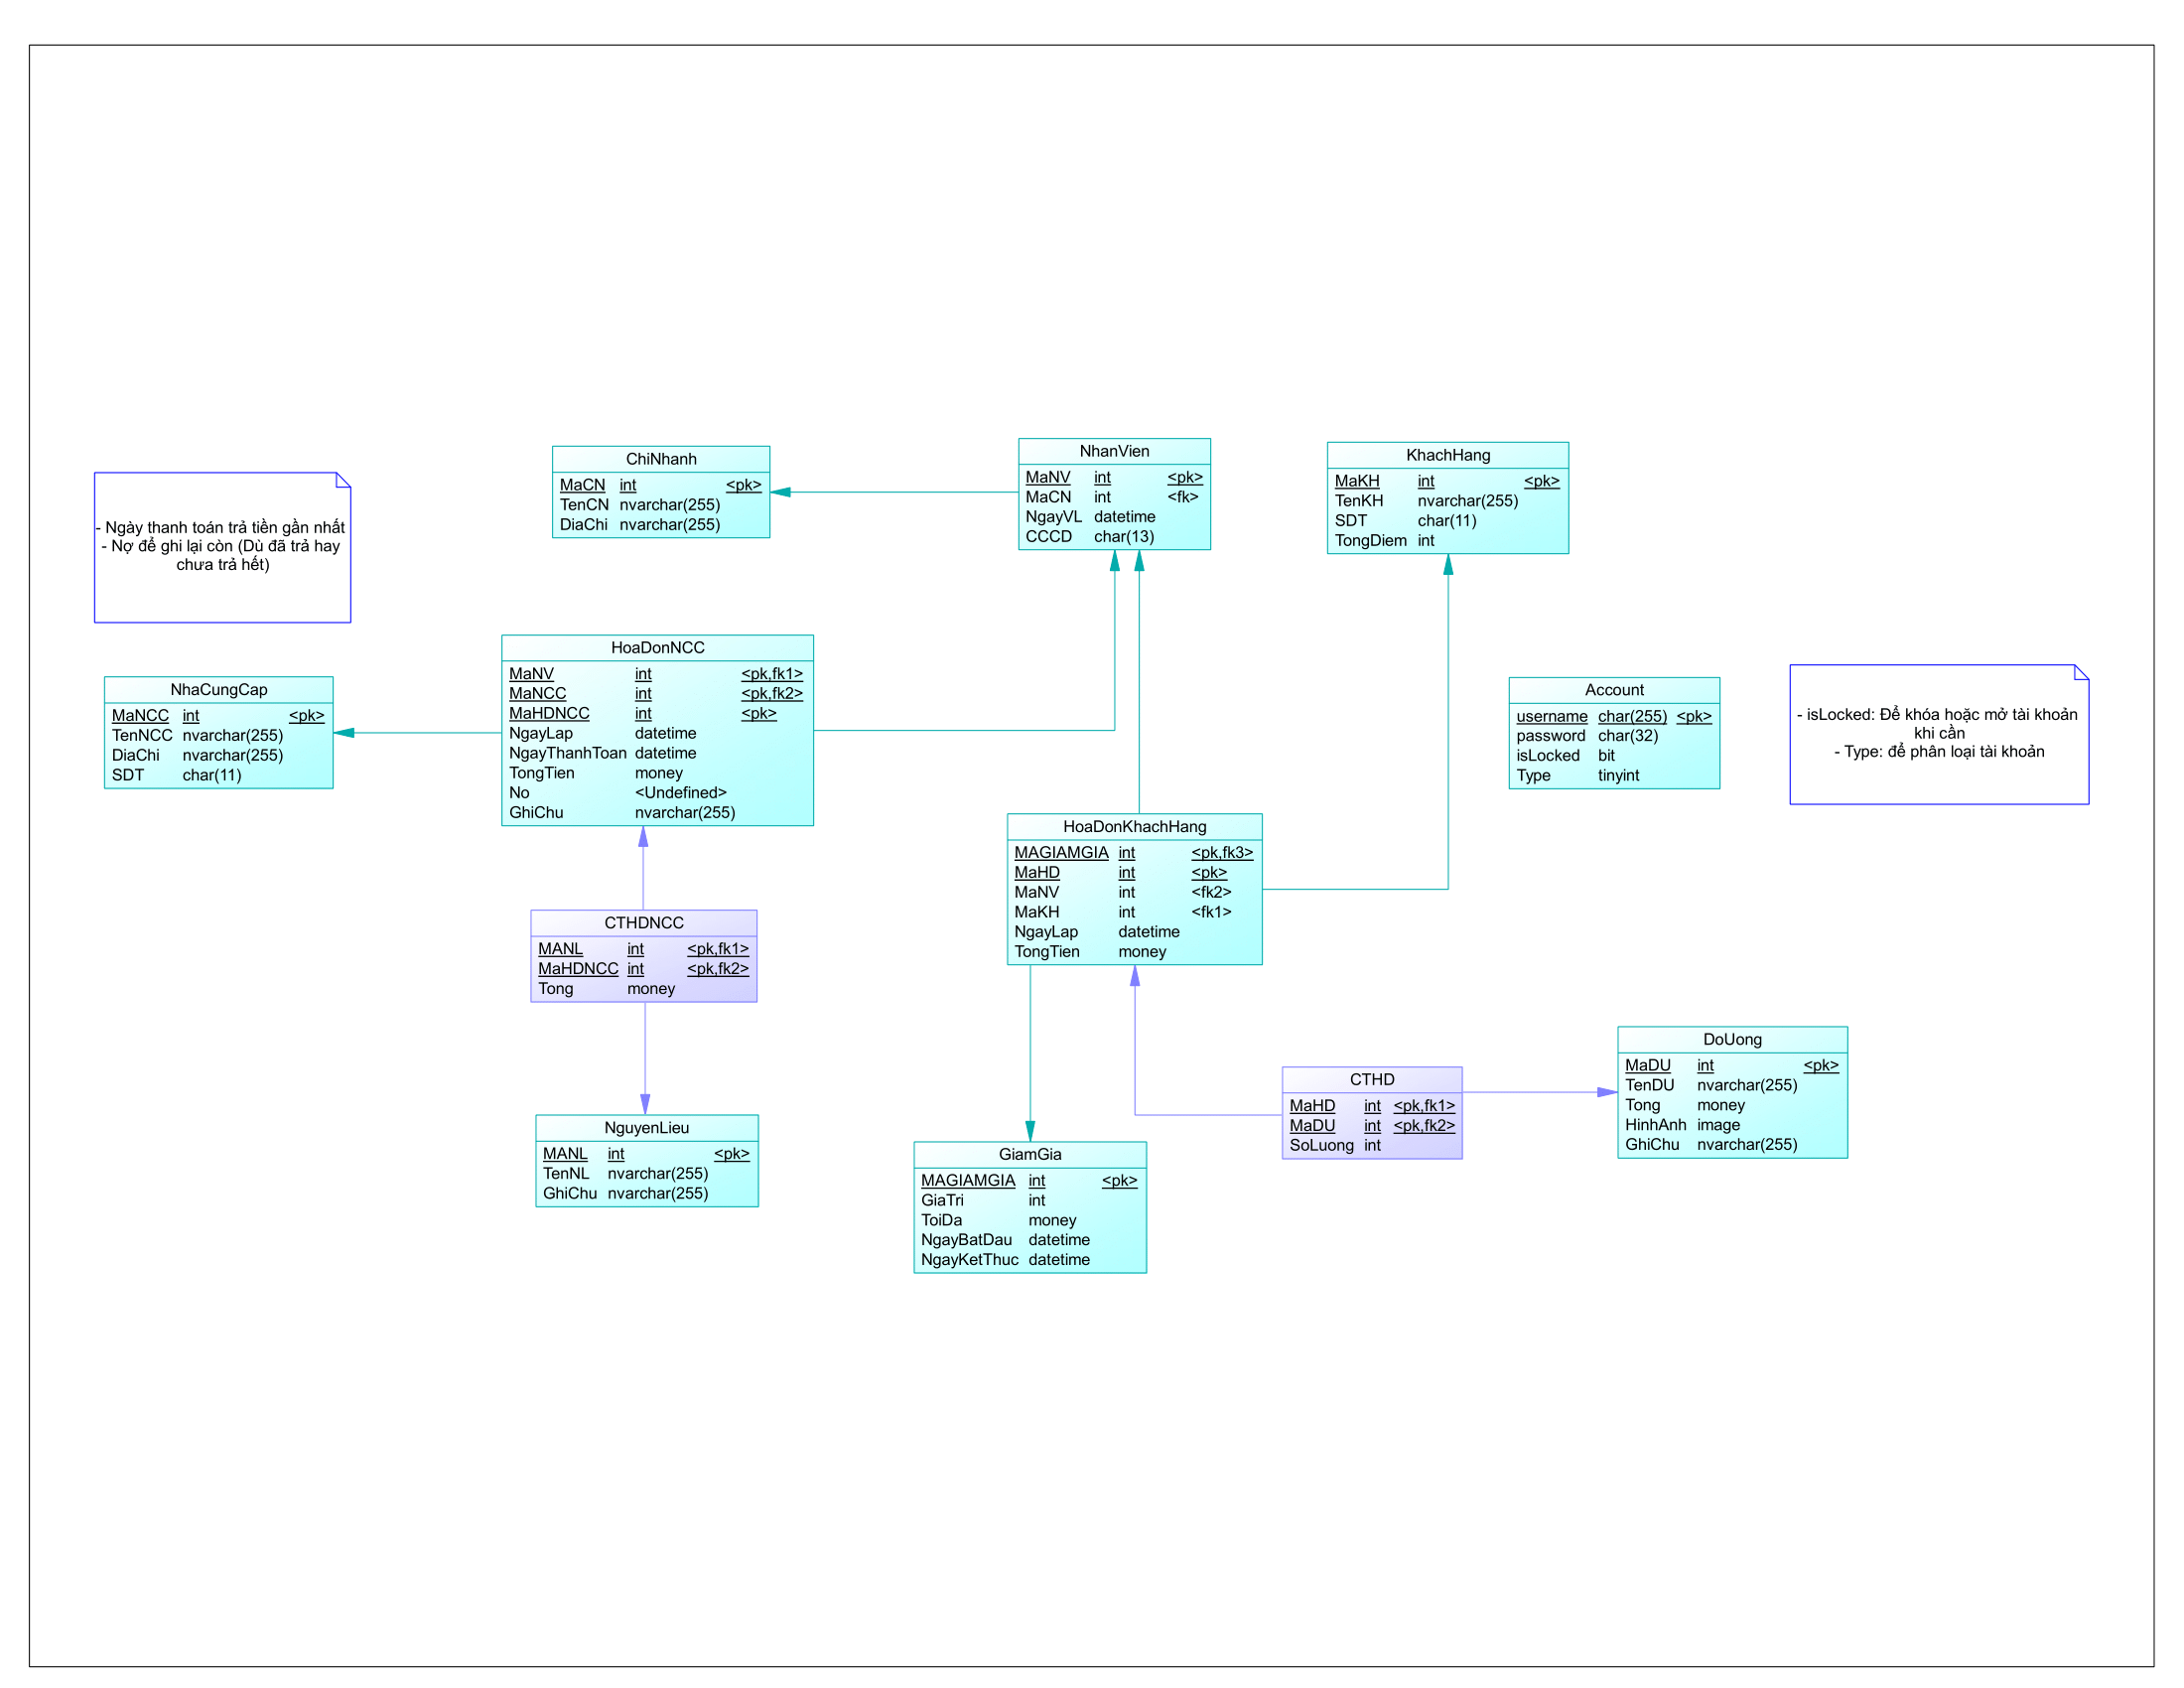 ChiNhanh
MaCN int <pk>
TenCN nvarchar(255)
DiaChi nvarchar(255)
NhanVien
MaNV int <pk>
MaCN int <fk>
NgayVL datetime
CCCD char(13)
KhachHang
MaKH int <pk>
TenKH nvarchar(255)
SDT char(11)
TongDiem int
- Ngày thanh toán trả tiền gần nhất
- Nợ để ghi lại còn (Dù đã trả hay
chưa trả hết)
HoaDonNCC
MaNV int <pk,fk1>
MaNCC int <pk,fk2>
MaHDNCC int <pk>
NgayLap datetime
NgayThanhToan datetime
TongTien money
No <Undefined>
GhiChu nvarchar(255)
NhaCungCap
MaNCC int <pk>
TenNCC nvarchar(255)
DiaChi nvarchar(255)
SDT char(11)
Account
username char(255) <pk>
password char(32)
isLocked bit
Type tinyint
- isLocked: Để khóa hoặc mở tài khoản
khi cần
- Type: để phân loại tài khoản
HoaDonKhachHang
MAGIAMGIA int <pk,fk3>
MaHD int <pk>
MaNV int <fk2>
MaKH int <fk1>
NgayLap datetime
TongTien money
CTHDNCC
MANL int <pk,fk1>
MaHDNCC int <pk,fk2>
Tong money
DoUong
MaDU int <pk>
TenDU nvarchar(255)
Tong money
HinhAnh image
GhiChu nvarchar(255)
CTHD
MaHD int <pk,fk1>
MaDU int <pk,fk2>
SoLuong int
NguyenLieu
MANL int <pk>
TenNL nvarchar(255)
GhiChu nvarchar(255)
GiamGia
MAGIAMGIA int <pk>
GiaTri int
ToiDa money
NgayBatDau datetime
NgayKetThuc datetime